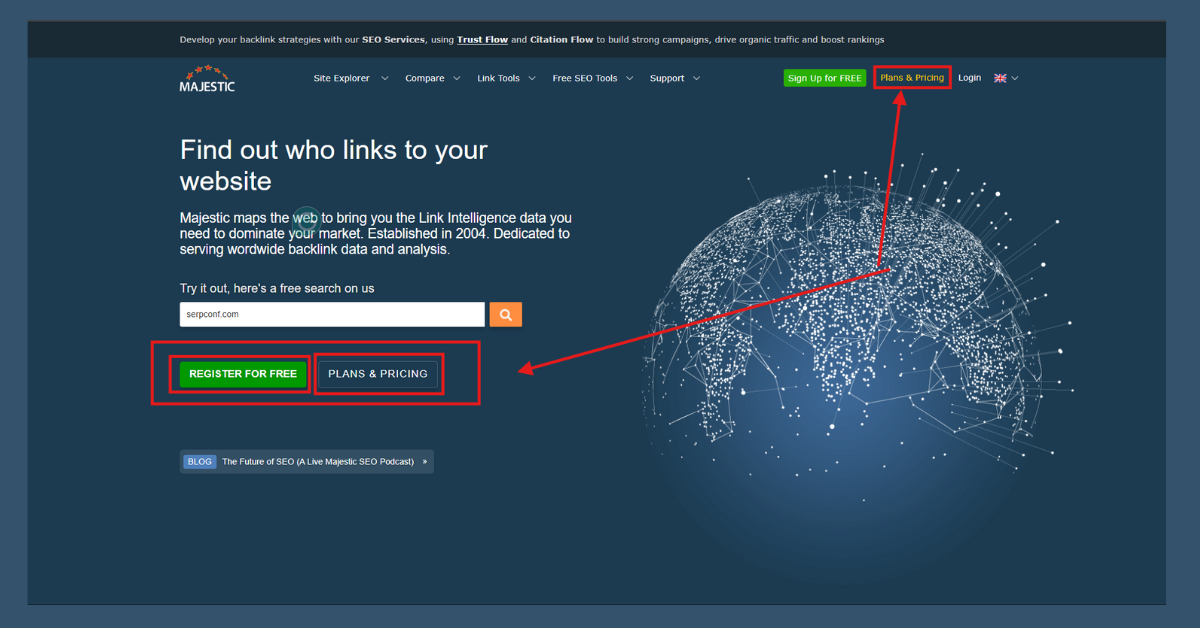 Develop your backlink strategies with our SEO Services, using Trust Flow and Citation Flow to build strong campaigns, drive organic traffic and boost rankings
MAJESTIC
Site Explorer Compare Link Tools Free SEO Tools Support Sign Up for FREE Plans & Pricing Login
Find out who links to your
website
Majestic maps the web to bring you the Link Intelligence data you
need to dominate your market. Established in 2004. Dedicated to
serving wordwide backlink data and analysis.
Try it out, here's a free search on us
serpconf.com
REGISTER FOR FREE PLANS & PRICING
BLOG The Future of SEO (A Live Majestic SEO Podcast) »